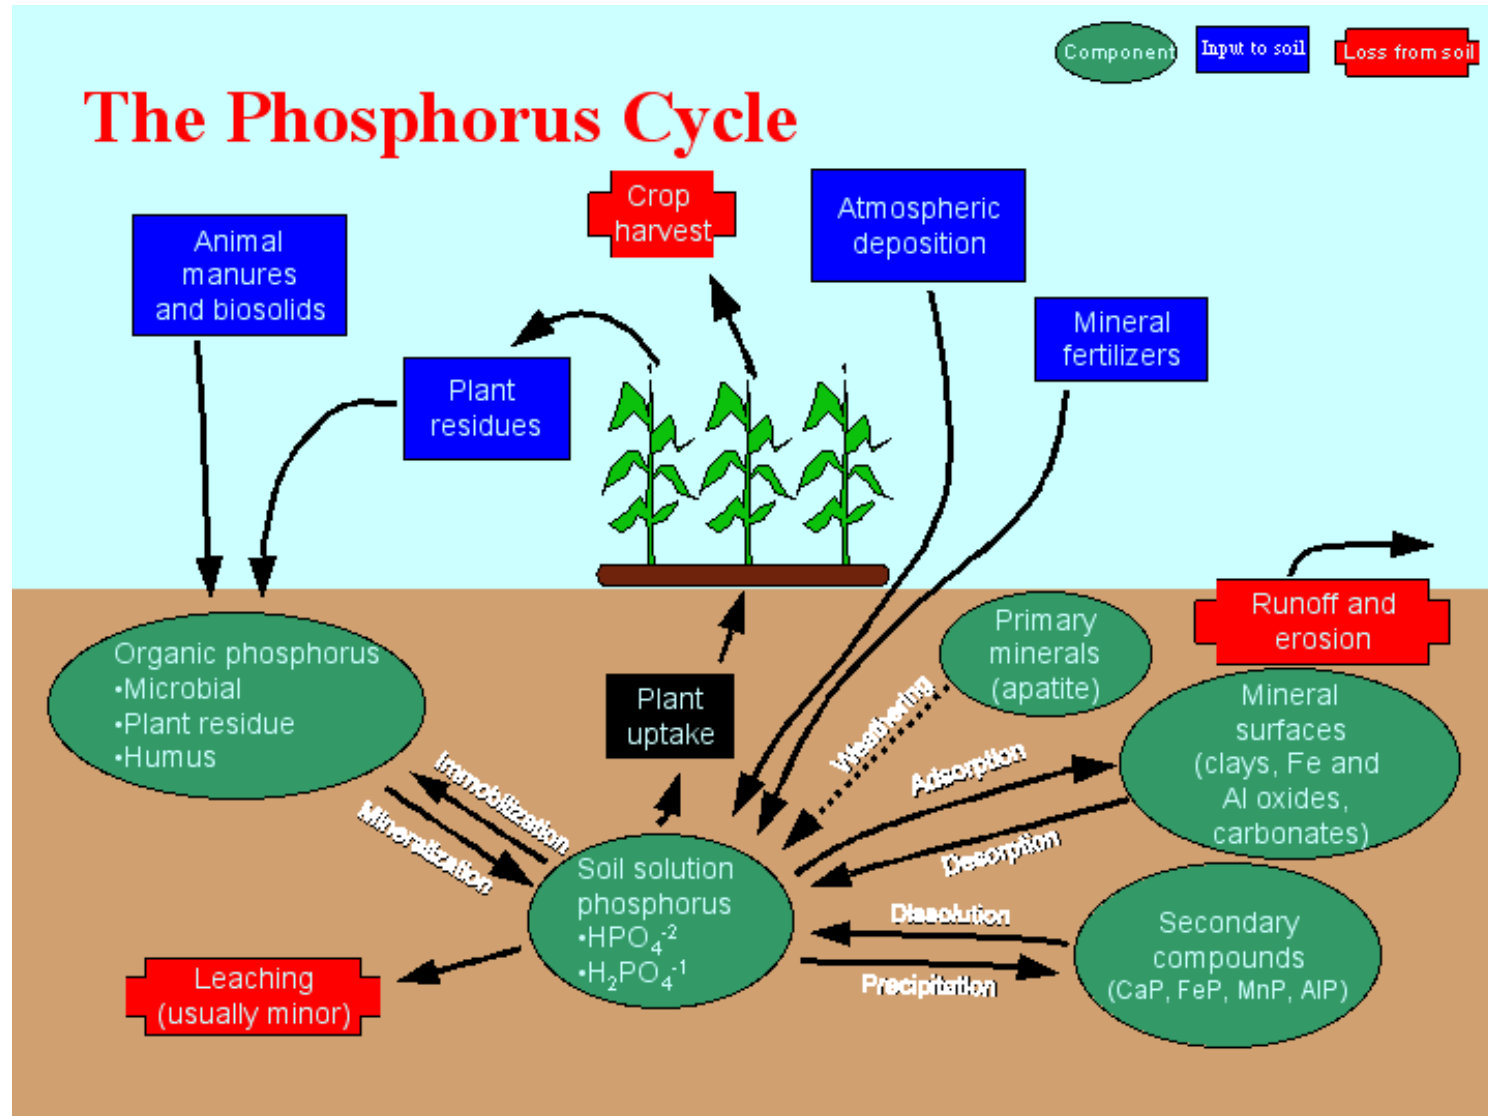 Component
Input to soil
Loss from soil
The Phosphorus Cycle
Crop
harvest
Atmospheric
deposition
Animal
manures
and biosolids
Mineral
fertilizers
Plant
residues
Runoff and
erosion
Primary
minerals
(apatite)
Organic phosphorus
•Microbial
•Plant residue
•Humus
Plant
uptake
Weathering
Mineral
surfaces
(clays, Fe and
Al oxides,
carbonates)
Adsorption
Desorption
Immobilization
Mineralization
Soil solution
phosphorus
•HPO₄⁻²
•H₂PO₄⁻¹
Dissolution
Precipitation
Secondary
compounds
(CaP, FeP, MnP, AlP)
Leaching
(usually minor)